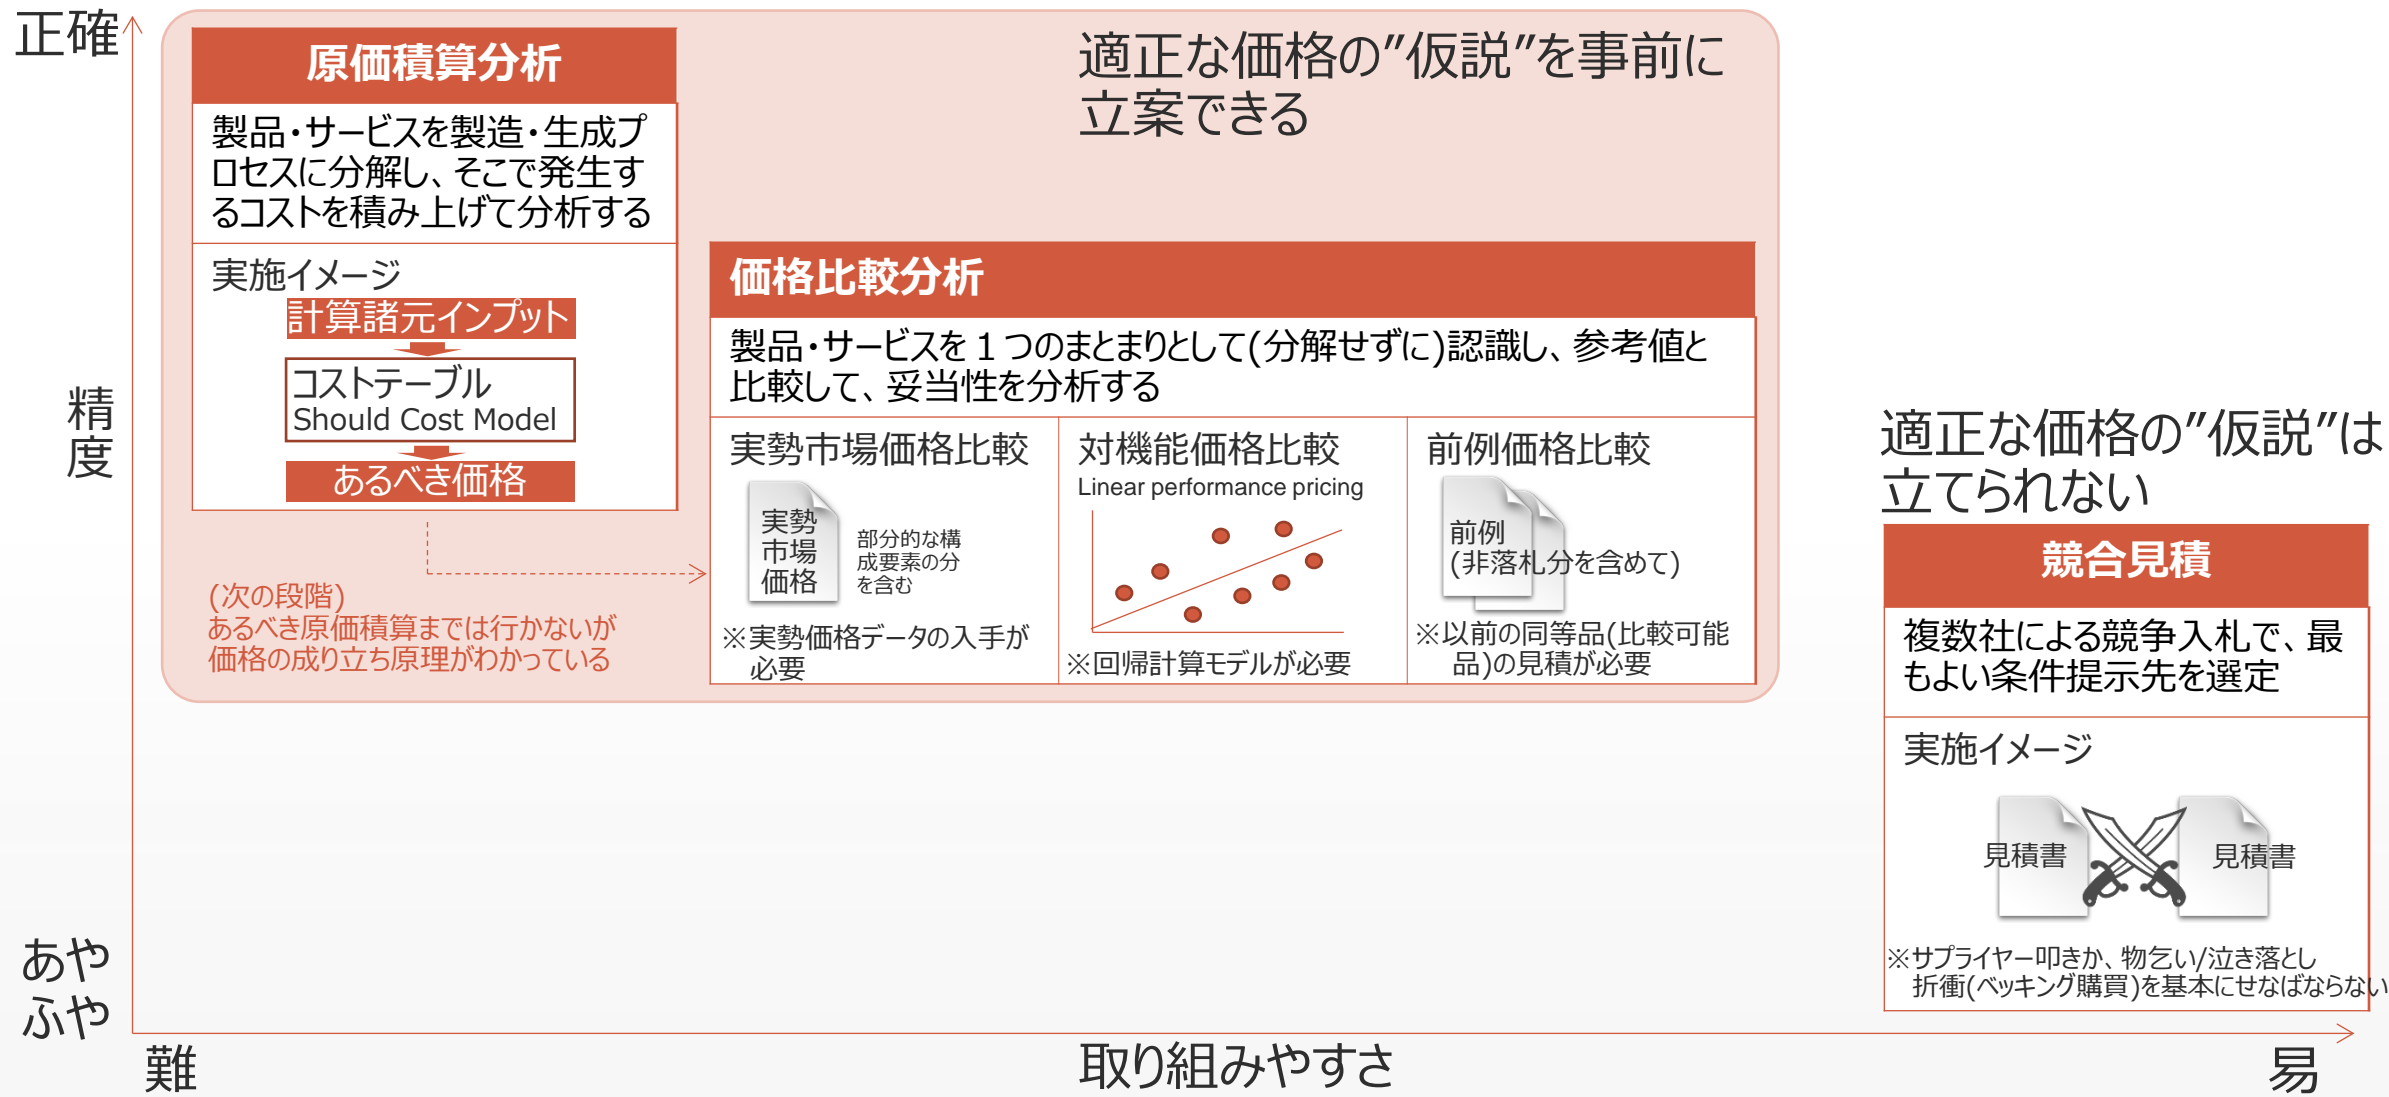 正確
精
度
あや
ふや
難
取り組みやすさ
易
適正な価格の”仮説”を事前に
立案できる
原価積算分析
製品・サービスを製造・生成プ
ロセスに分解し、そこで発生す
るコストを積み上げて分析する
実施イメージ
計算諸元インプット
コストテーブル
Should Cost Model
あるべき価格
(次の段階)
あるべき原価積算までは行かないが
価格の成り立ち原理がわかっている
価格比較分析
製品・サービスを1つのまとまりとして(分解せずに)認識し、参考値と
比較して、妥当性を分析する
実勢市場価格比較
実勢
市場
価格
部分的な構
成要素の分
を含む
※実勢価格データの入手が
必要
対機能価格比較
Linear performance pricing
※回帰計算モデルが必要
前例価格比較
前例
(非落札分を含めて)
※以前の同等品(比較可能
品)の見積が必要
適正な価格の”仮説”は
立てられない
競合見積
複数社による競争入札で、最
もよい条件提示先を選定
実施イメージ
見積書
見積書
※サプライヤー叩きか、物乞い/泣き落とし
折衝(ベッキング購買)を基本にせなばならない